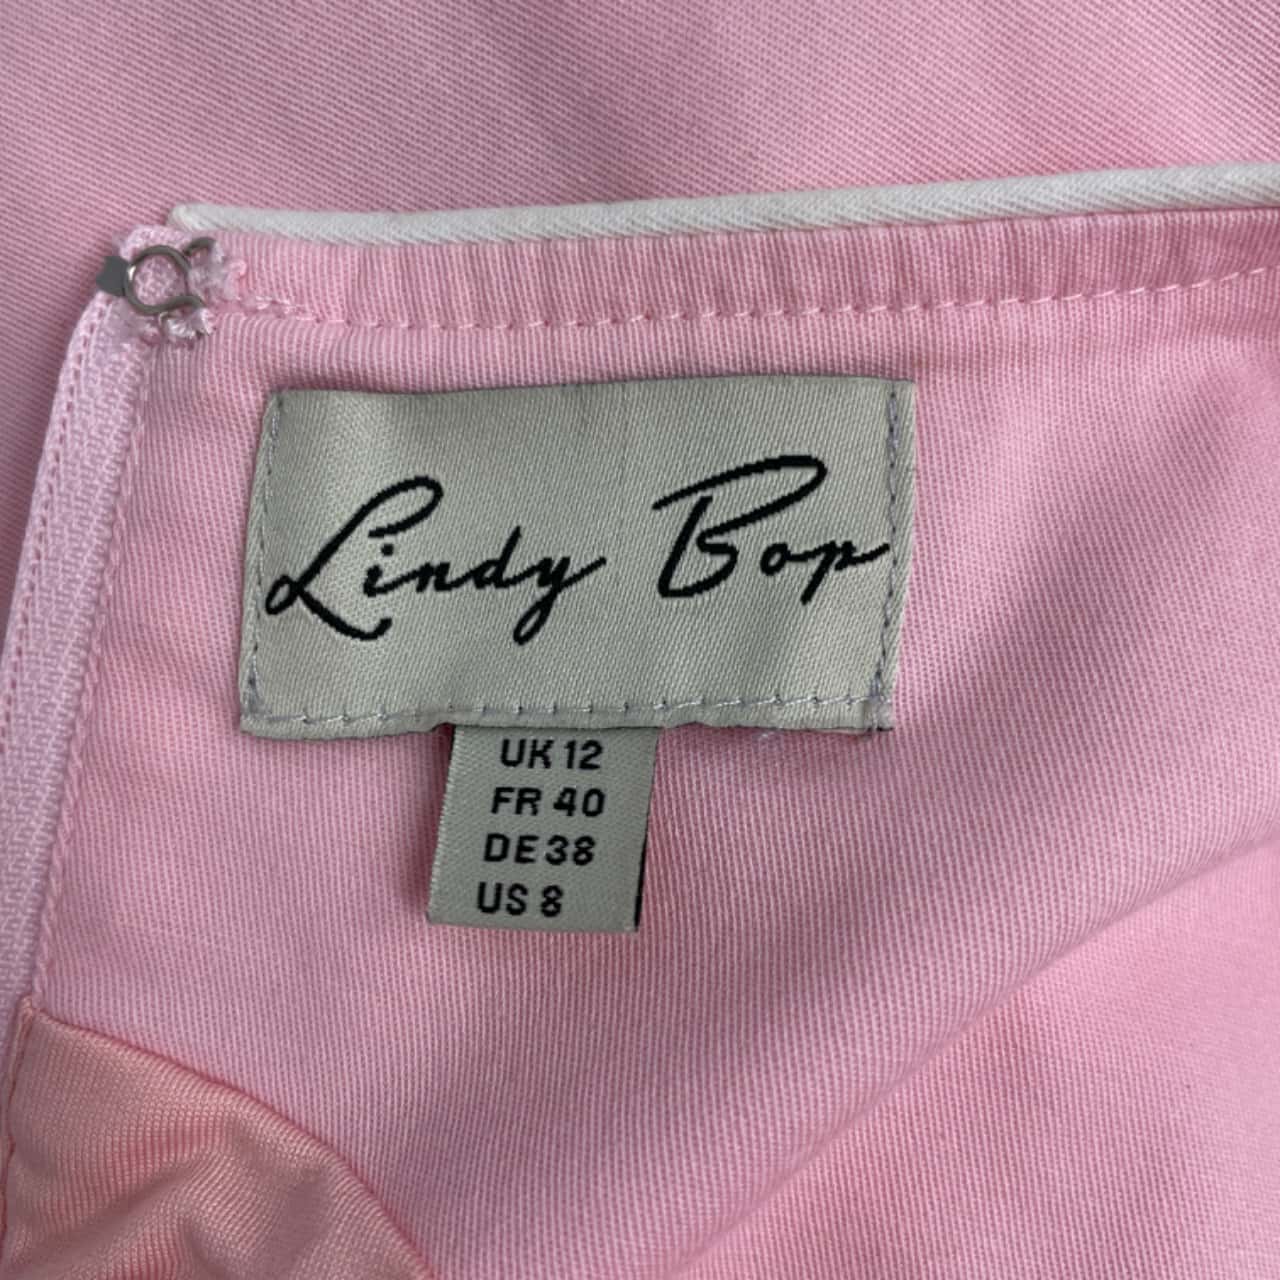 Lindy Bop
UK 12
FR 40
DE 38
US 8